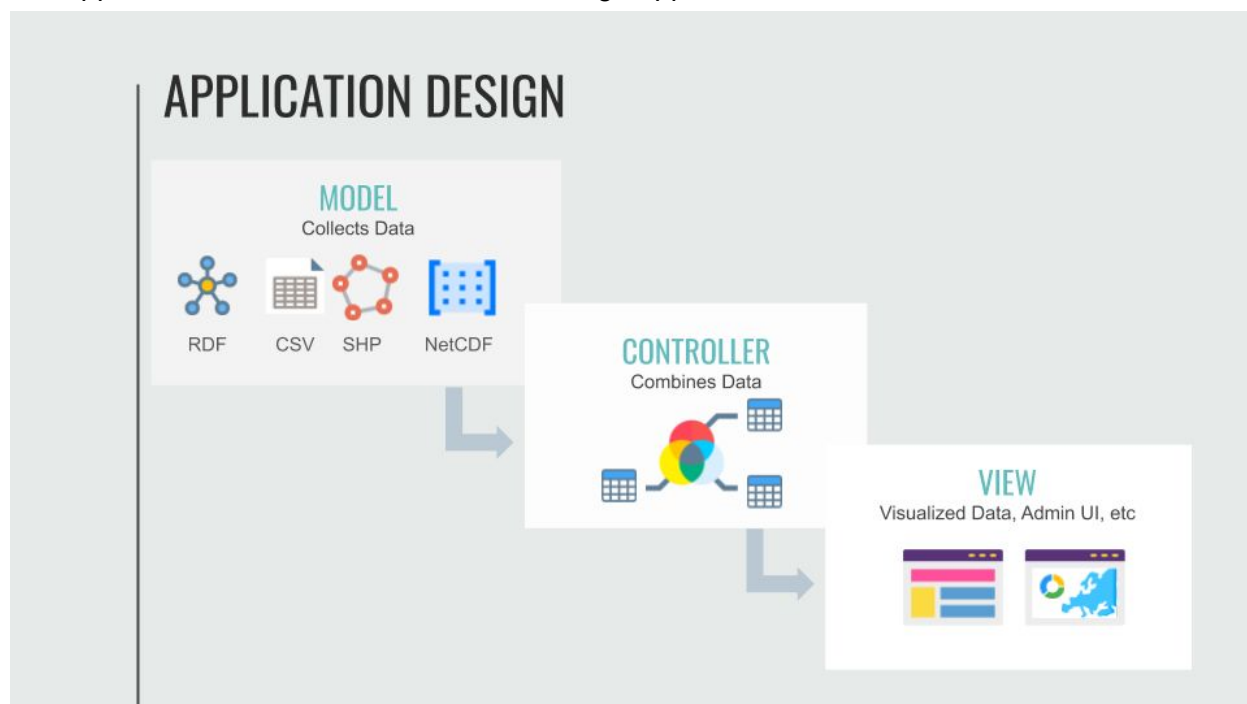 APPLICATION DESIGN
MODEL
Collects Data
RDF CSV SHP NetCDF
CONTROLLER
Combines Data
VIEW
Visualized Data, Admin UI, etc